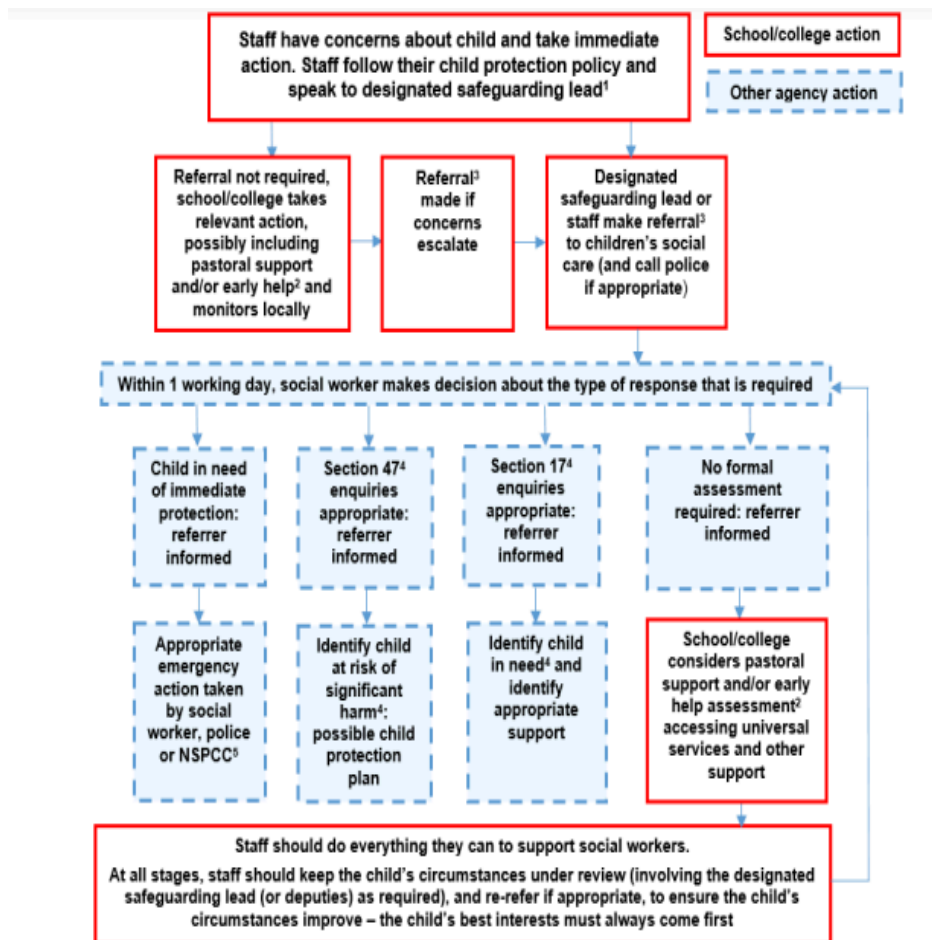 Staff have concerns about child and take immediate
action. Staff follow their child protection policy and
speak to designated safeguarding lead¹
School/college action
Other agency action
Referral not required,
school/college takes
relevant action,
possibly including
pastoral support
and/or early help² and
monitors locally
Referral³
made if
concerns
escalate
Designated
safeguarding lead or
staff make referral³
to children's social
care (and call police
if appropriate)
Within 1 working day, social worker makes decision about the type of response that is required
Child in need
of immediate
protection:
referrer
informed
Section 47⁴
enquiries
appropriate:
referrer
informed
Section 17⁴
enquiries
appropriate:
referrer
informed
No formal
assessment
required: referrer
informed
Appropriate
emergency
action taken
by social
worker, police
or NSPCC⁵
Identify child
at risk of
significant
harm⁴:
possible child
protection
plan
Identify child
in need⁴ and
identify
appropriate
support
School/college
considers pastoral
support and/or early
help assessment²
accessing universal
services and other
support
Staff should do everything they can to support social workers.
At all stages, staff should keep the child's circumstances under review (involving the designated
safeguarding lead (or deputies) as required), and re-refer if appropriate, to ensure the child's
circumstances improve – the child's best interests must always come first